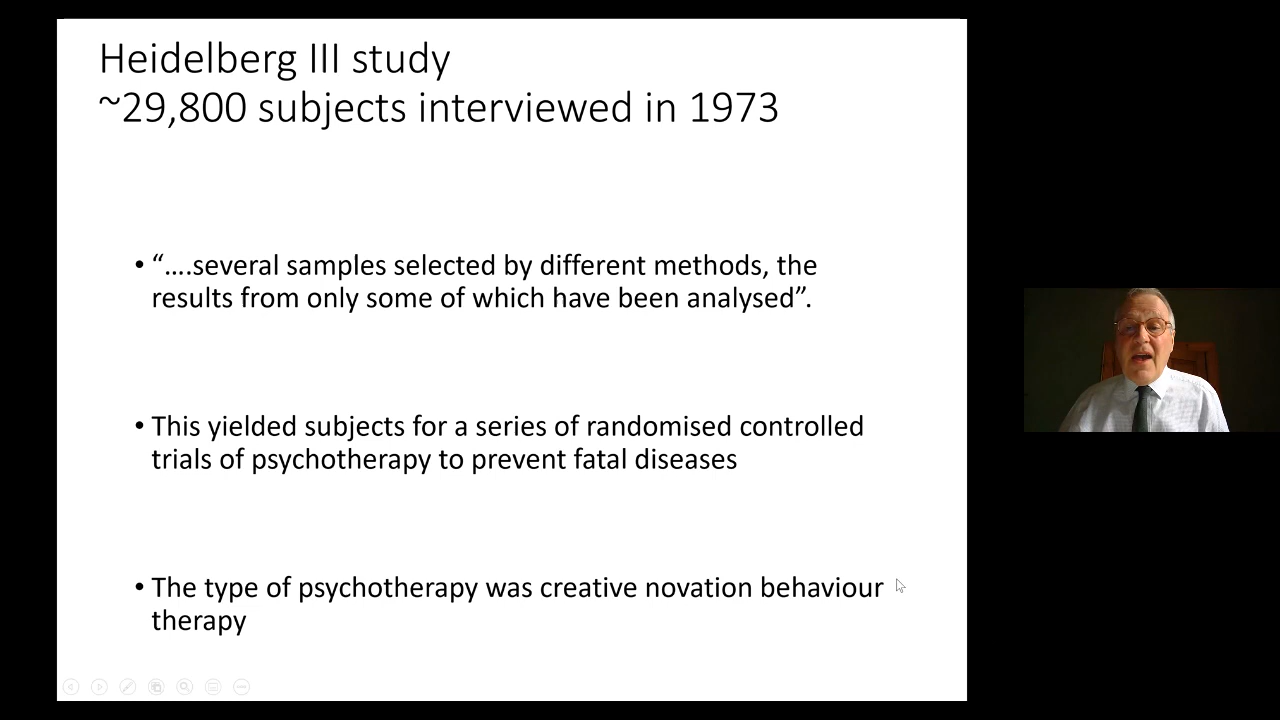 Heidelberg III study
~29,800 subjects interviewed in 1973
• “….several samples selected by different methods, the
results from only some of which have been analysed”.
• This yielded subjects for a series of randomised controlled
trials of psychotherapy to prevent fatal diseases
• The type of psychotherapy was creative novation behaviour
therapy